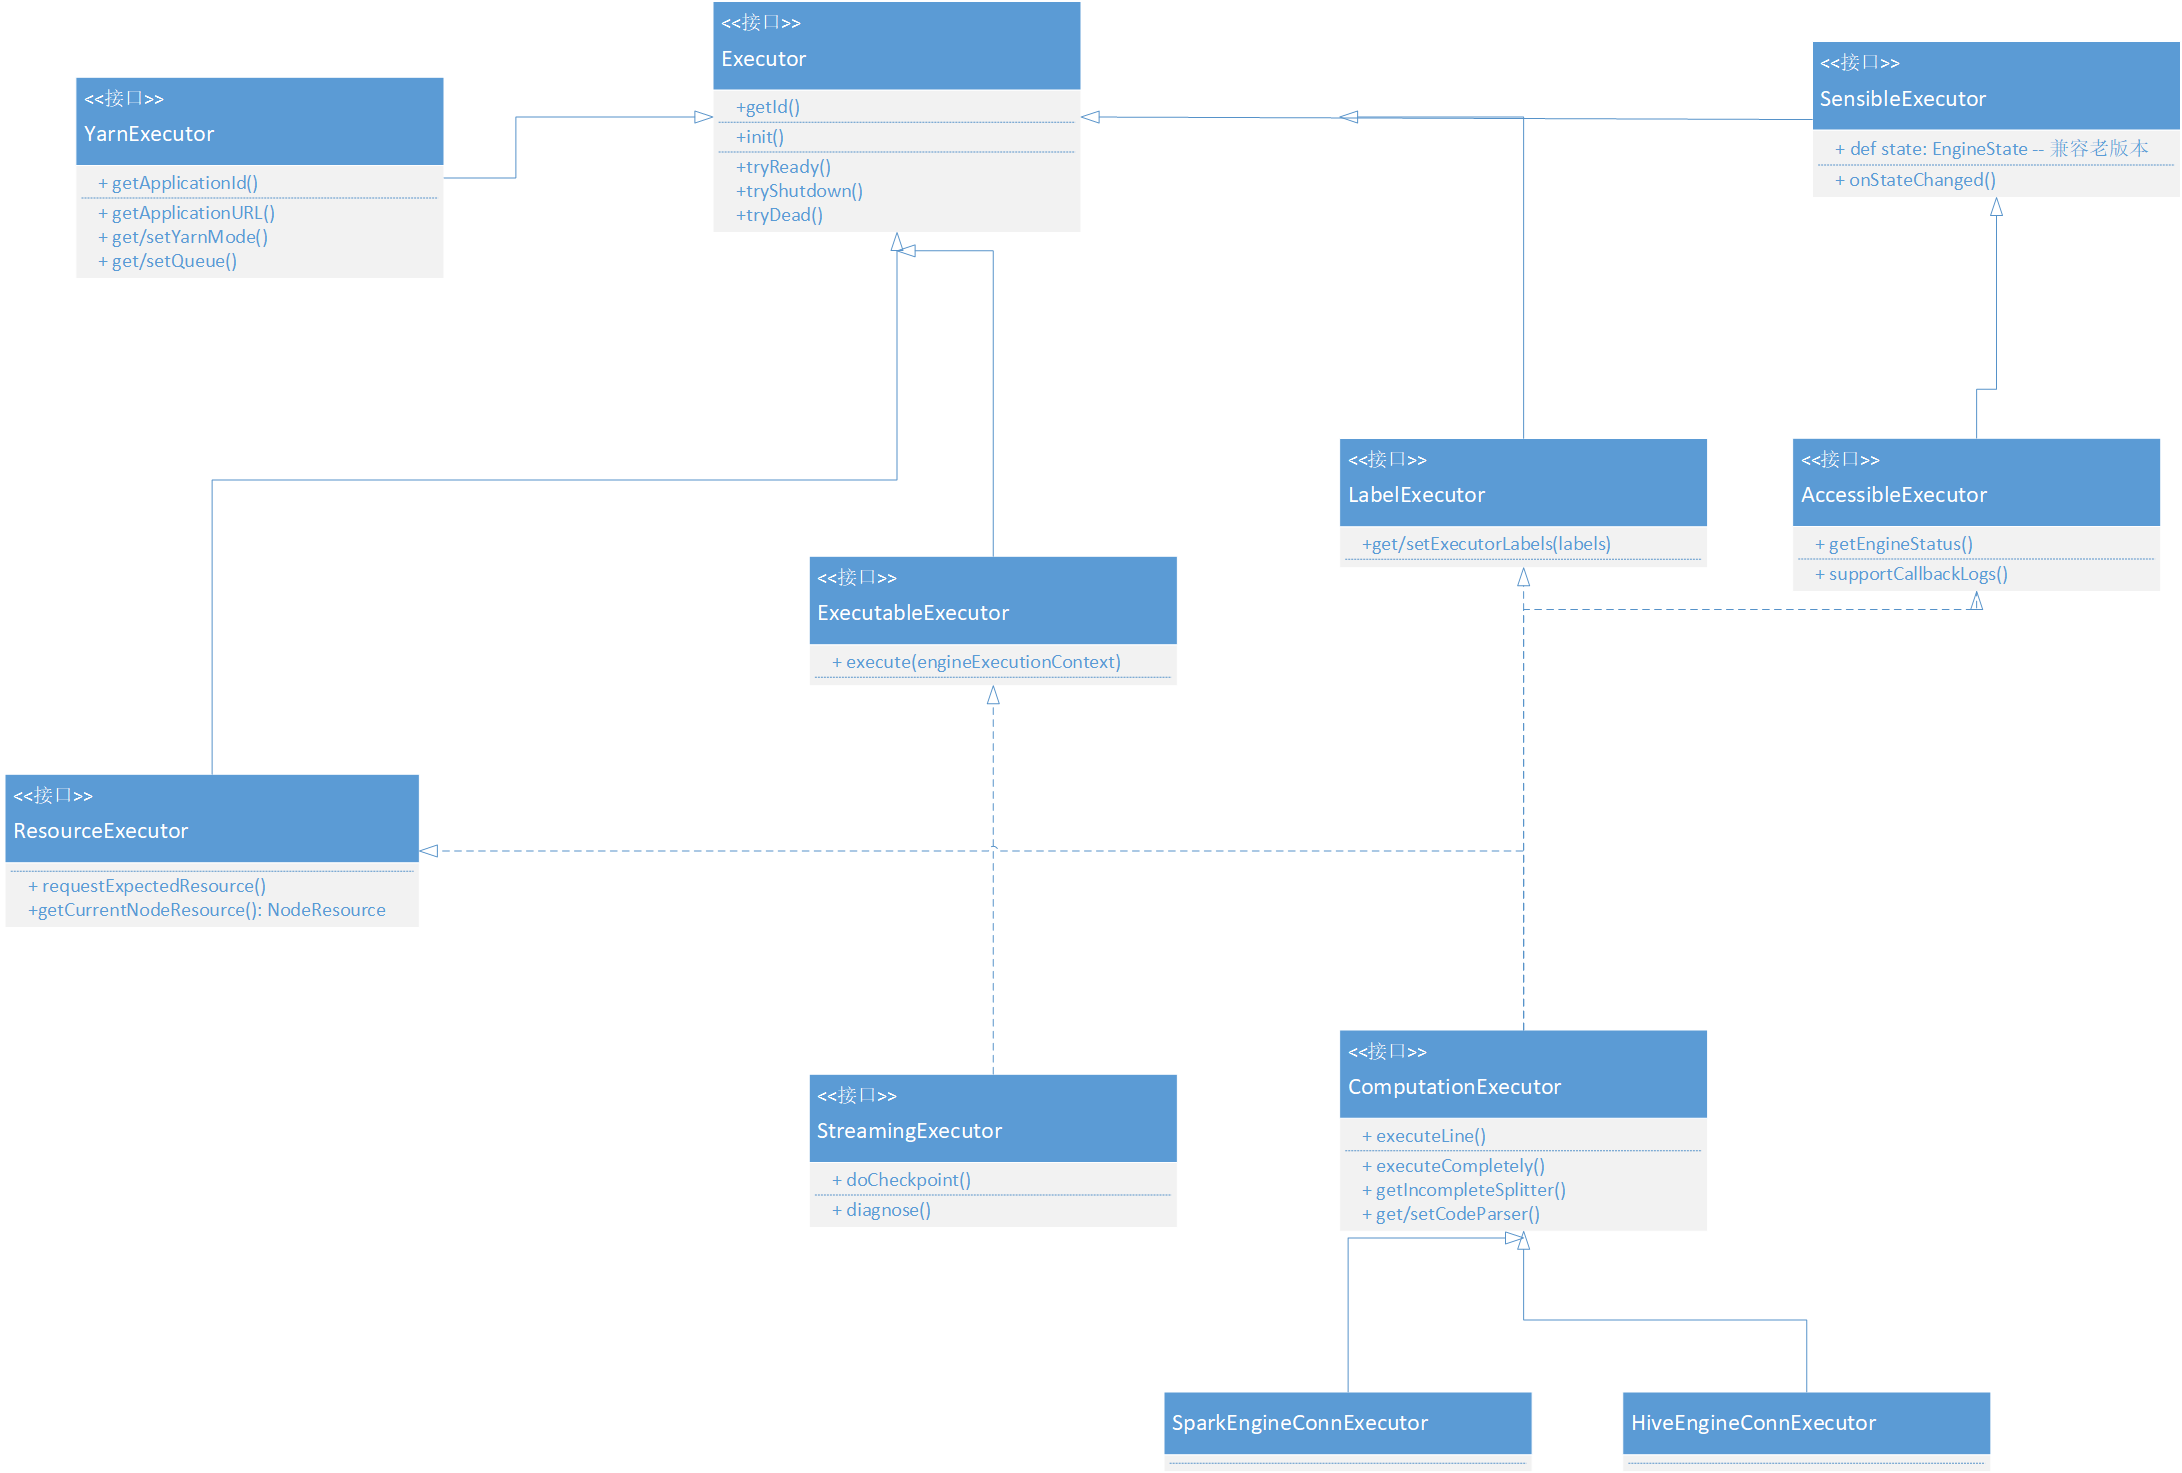 <<接口>>
Executor
+getId()
+init()
+tryReady()
+tryShutdown()
+tryDead()
<<接口>>
SensibleExecutor
+ def state: EngineState -- 兼容老版本
+ onStateChanged()
<<接口>>
YarnExecutor
+ getApplicationId()
+ getApplicationURL()
+ get/setYarnMode()
+ get/setQueue()
<<接口>>
LabelExecutor
+get/setExecutorLabels(labels)
<<接口>>
AccessibleExecutor
+ getEngineStatus()
+ supportCallbackLogs()
<<接口>>
ExecutableExecutor
+ execute(engineExecutionContext)
<<接口>>
ResourceExecutor
+ requestExpectedResource()
+getCurrentNodeResource(): NodeResource
<<接口>>
StreamingExecutor
+ doCheckpoint()
+ diagnose()
<<接口>>
ComputationExecutor
+ executeLine()
+ executeCompletely()
+ getIncompleteSplitter()
+ get/setCodeParser()
SparkEngineConnExecutor
HiveEngineConnExecutor